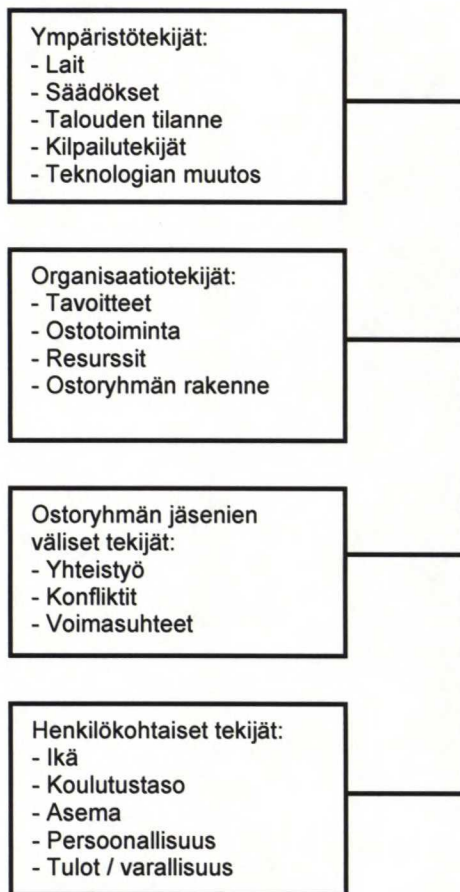 Ympäristötekijät:
- Lait
- Säädökset
- Talouden tilanne
- Kilpailutekijät
- Teknologian muutos
Organisaatiotekijät:
- Tavoitteet
- Ostotoiminta
- Resurssit
- Ostoryhmän rakenne
Ostoryhmän jäsenien
väliset tekijät:
- Yhteistyö
- Konfliktit
- Voimasuhteet
Henkilökohtaiset tekijät:
- Ikä
- Koulutustaso
- Asema
- Persoonallisuus
- Tulot / varallisuus